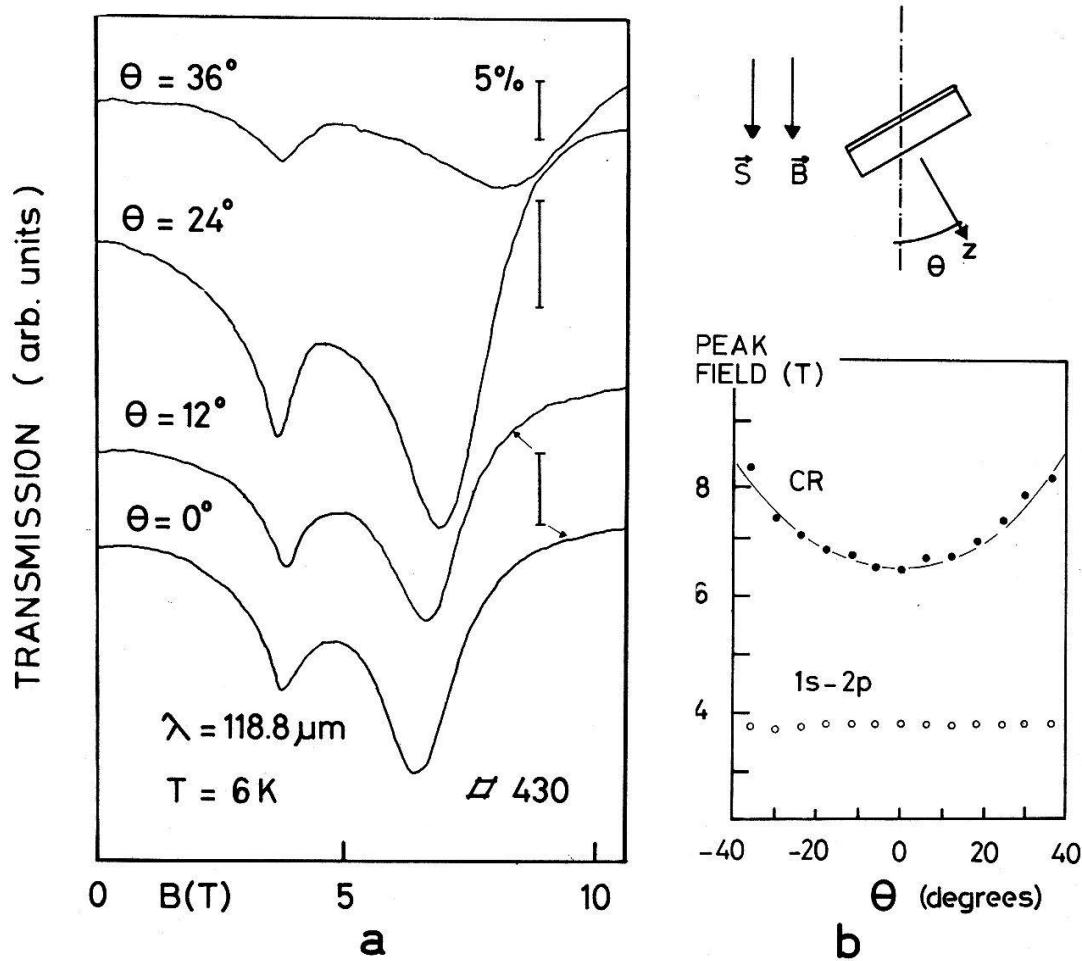 TRANSMISSION (arb. units)
θ = 36°
5%
θ = 24°
θ = 12°
θ = 0°
λ = 118.8 μm
T = 6 K
▱ 430
0
B(T)
5
10
a
S
B
θ
z
PEAK
FIELD (T)
CR
8
6
1s-2p
4
-40
-20
0
20
40
θ (degrees)
b